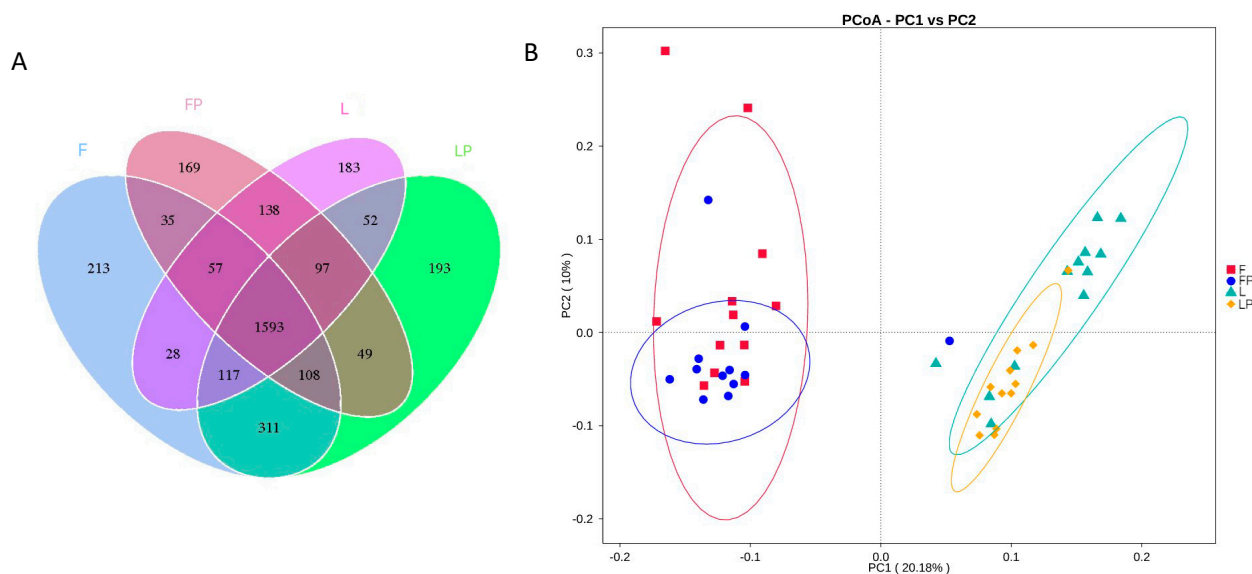 A
B
F
FP
L
LP
169
183
35
138
52
213
57
97
193
1593
28
49
117
108
311
PCoA - PC1 vs PC2
0.3
0.2
0.1
0.0
-0.1
-0.2
PC2 ( 10%)
-0.2
-0.1
0.0
0.1
0.2
PC1 ( 20.18%)
F
FP
L
LP